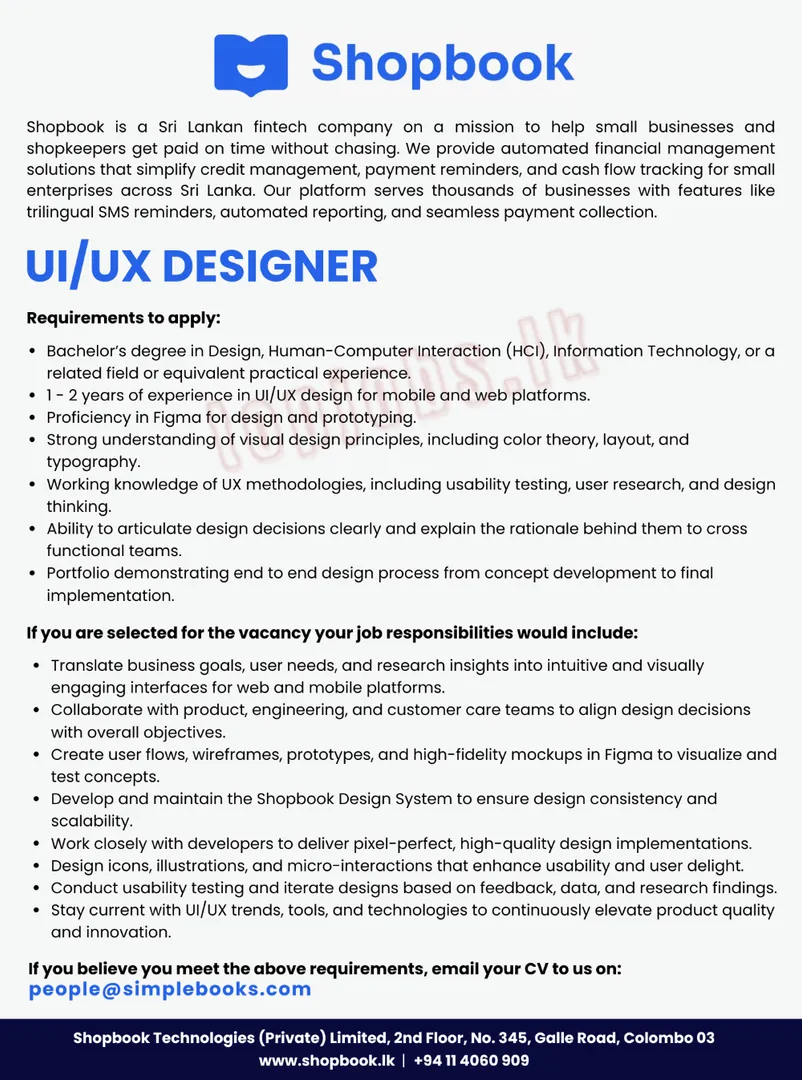 Shopbook
Shopbook is a Sri Lankan fintech company on a mission to help small businesses and
shopkeepers get paid on time without chasing. We provide automated financial management
solutions that simplify credit management, payment reminders, and cash flow tracking for small
enterprises across Sri Lanka. Our platform serves thousands of businesses with features like
trilingual SMS reminders, automated reporting, and seamless payment collection.
UI/UX DESIGNER
Requirements to apply:
• Bachelor's degree in Design, Human-Computer Interaction (HCI), Information Technology, or a
related field or equivalent practical experience.
• 1 - 2 years of experience in UI/UX design for mobile and web platforms.
• Proficiency in Figma for design and prototyping.
• Strong understanding of visual design principles, including color theory, layout, and
typography.
• Working knowledge of UX methodologies, including usability testing, user research, and design
thinking.
• Ability to articulate design decisions clearly and explain the rationale behind them to cross
functional teams.
• Portfolio demonstrating end to end design process from concept development to final
implementation.
topjobs.lk
If you are selected for the vacancy your job responsibilities would include:
• Translate business goals, user needs, and research insights into intuitive and visually
engaging interfaces for web and mobile platforms.
• Collaborate with product, engineering, and customer care teams to align design decisions
with overall objectives.
• Create user flows, wireframes, prototypes, and high-fidelity mockups in Figma to visualize and
test concepts.
• Develop and maintain the Shopbook Design System to ensure design consistency and
scalability.
• Work closely with developers to deliver pixel-perfect, high-quality design implementations.
• Design icons, illustrations, and micro-interactions that enhance usability and user delight.
• Conduct usability testing and iterate designs based on feedback, data, and research findings.
• Stay current with UI/UX trends, tools, and technologies to continuously elevate product quality
and innovation.
If you believe you meet the above requirements, email your CV to us on:
people@simplebooks.com
Shopbook Technologies (Private) Limited, 2nd Floor, No. 345, Galle Road, Colombo 03
www.shopbook.lk | +94 11 4060 909